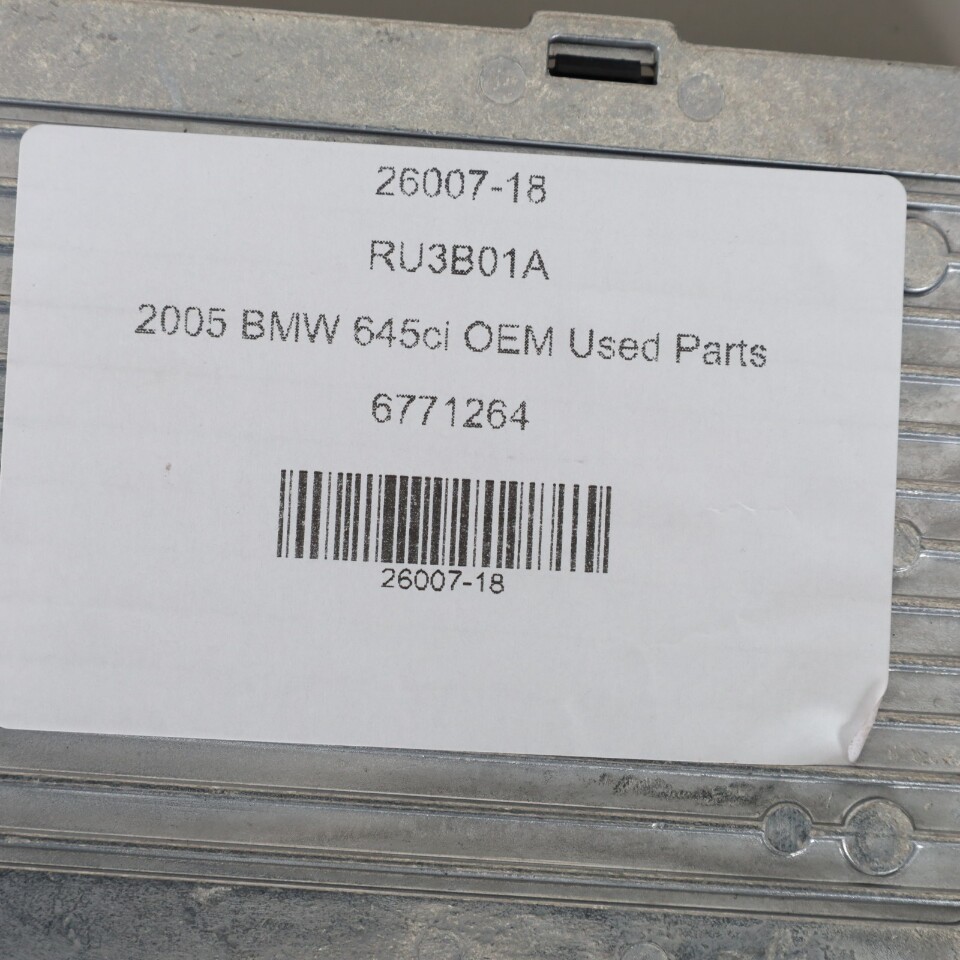 26007-18
RU3B01A
2005 BMW 645ci OEM Used Parts
6771264
26007-18